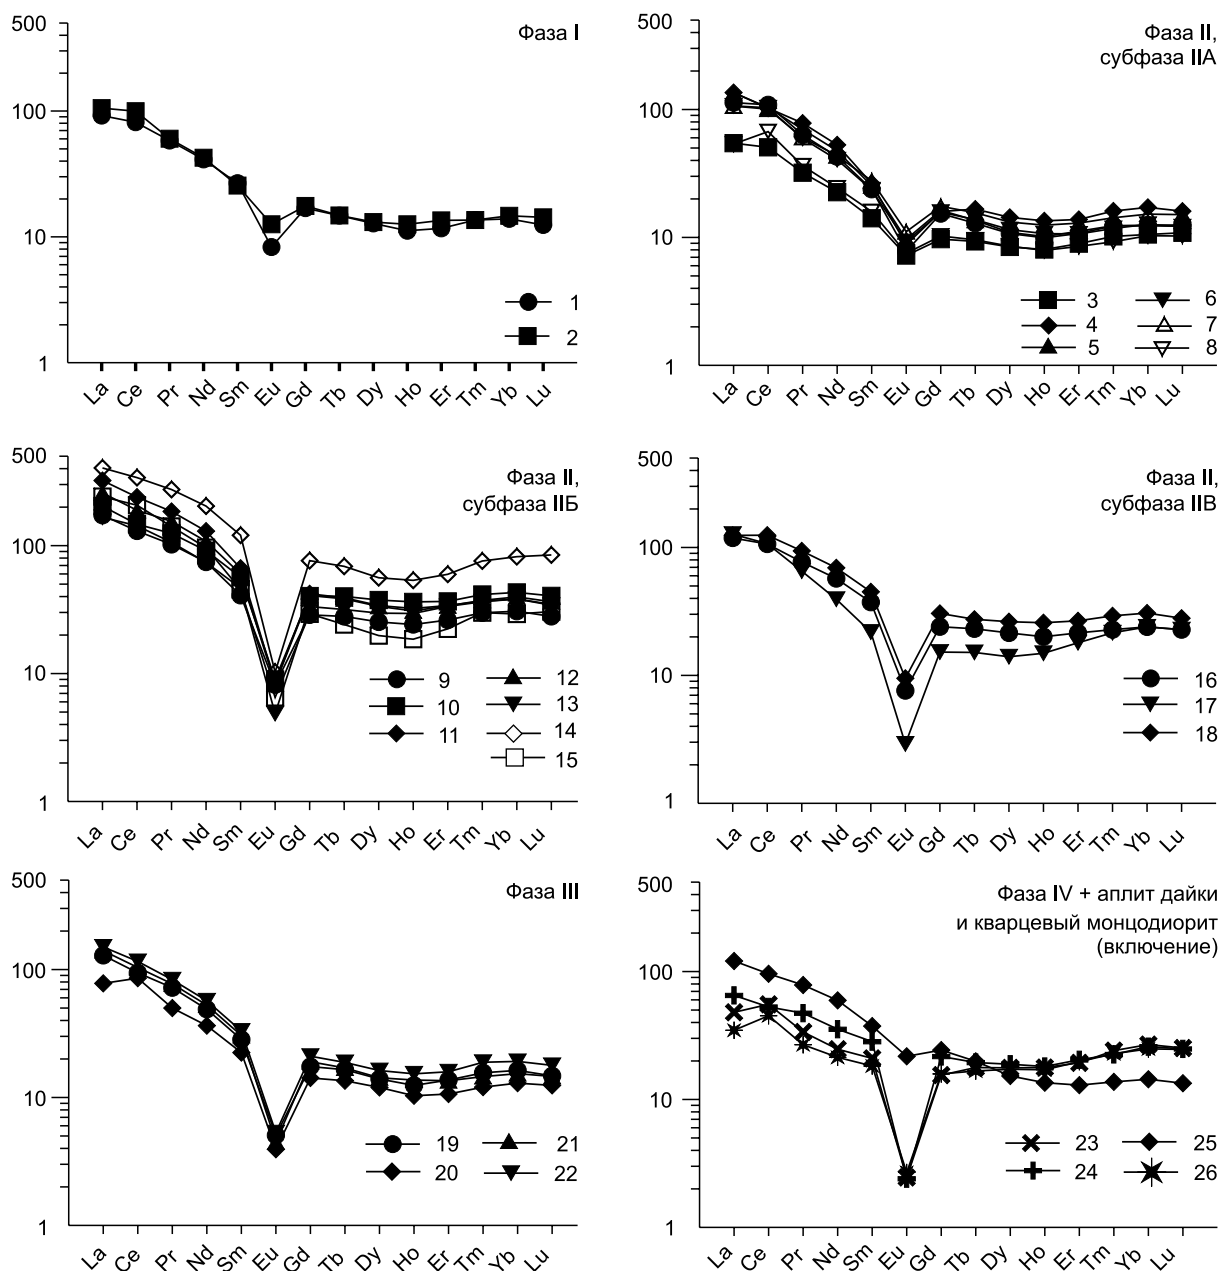 500
100
10
1
Фаза I
1
2
La Ce Pr Nd Sm Eu Gd Tb Dy Ho Er Tm Yb Lu
500
100
10
1
Фаза II,
субфаза IIА
3 6
4 7
5 8
La Ce Pr Nd Sm Eu Gd Tb Dy Ho Er Tm Yb Lu
500
100
10
1
Фаза II,
субфаза IIБ
9 12
10 13
11 14
15
La Ce Pr Nd Sm Eu Gd Tb Dy Ho Er Tm Yb Lu
500
100
10
1
Фаза II,
субфаза IIВ
16
17
18
La Ce Pr Nd Sm Eu Gd Tb Dy Ho Er Tm Yb Lu
500
100
10
1
Фаза III
19 21
20 22
La Ce Pr Nd Sm Eu Gd Tb Dy Ho Er Tm Yb Lu
500
100
10
1
Фаза IV + аплит дайки
и кварцевый монцодиорит
(включение)
23 25
24 26
La Ce Pr Nd Sm Eu Gd Tb Dy Ho Er Tm Yb Lu